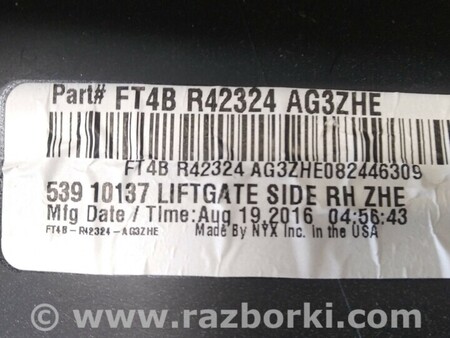 Part# FT4B R42324 AG3ZHE
FT4B R42324 AG3ZHE082446309
539 10137 LIFTGATE SIDE RH ZHE
Mfg Date / Time:Aug 19,2016 04:56:43
FT4B-R42324-AG3ZHE Made By NYX Inc. in the USA
© www.razborki.com